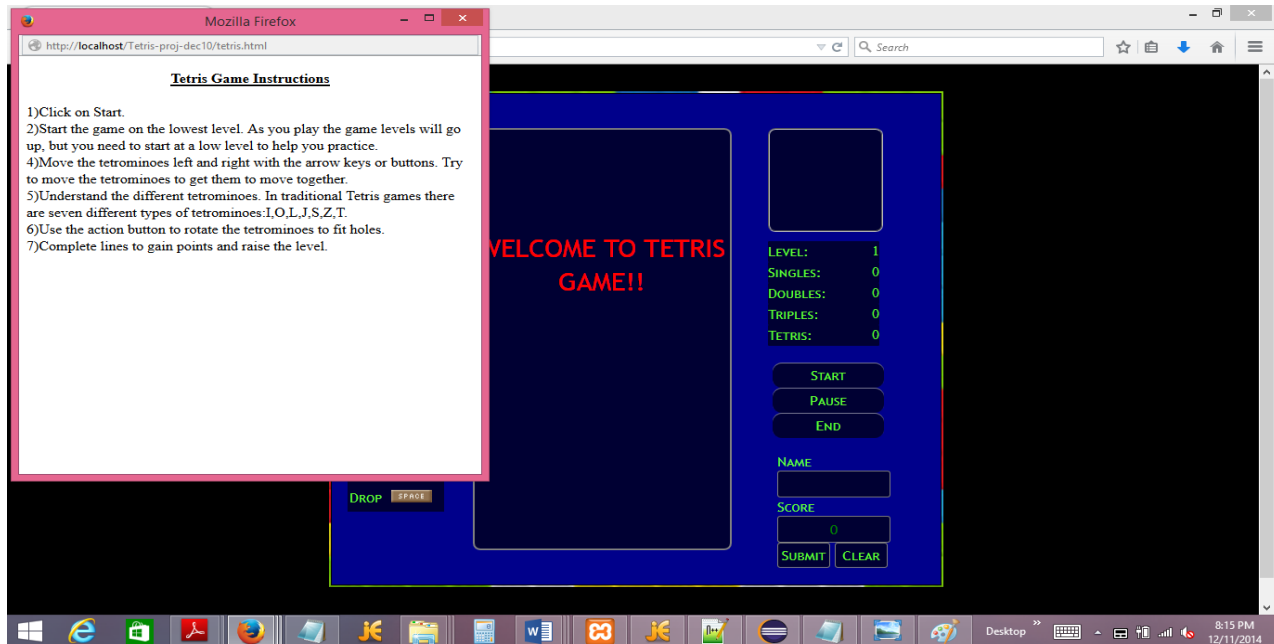 Mozilla Firefox
http://localhost/Tetris-proj-dec10/tetris.html
Search
Tetris Game Instructions
1)Click on Start.
2)Start the game on the lowest level. As you play the game levels will go
up, but you need to start at a low level to help you practice.
4)Move the tetrominoes left and right with the arrow keys or buttons. Try
to move the tetrominoes to get them to move together.
5)Understand the different tetrominoes. In traditional Tetris games there
are seven different types of tetrominoes:I,O,L,J,S,Z,T.
6)Use the action button to rotate the tetrominoes to fit holes.
7)Complete lines to gain points and raise the level.
WELCOME TO TETRIS
GAME!!
LEVEL: 1
SINGLES: 0
DOUBLES: 0
TRIPLES: 0
TETRIS: 0
START
PAUSE
END
NAME
SCORE
0
SUBMIT CLEAR
DROP SPACE
Desktop
8:15 PM
12/11/2014